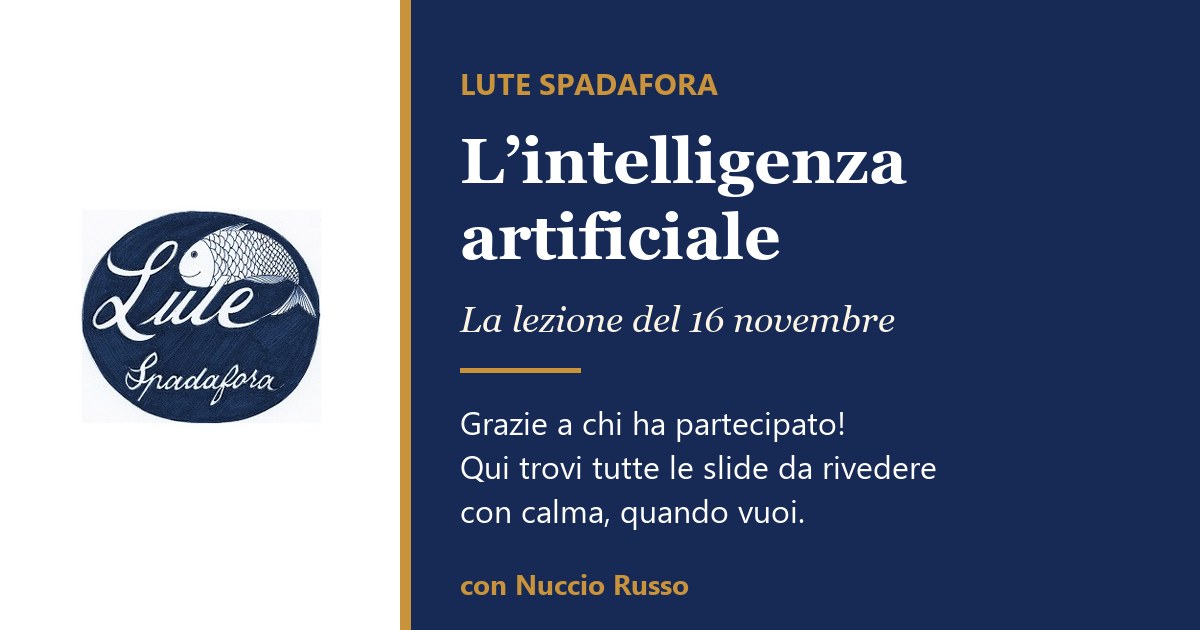 Lute
Spadafora
LUTE SPADAFORA
L’intelligenza
artificiale
La lezione del 16 novembre
Grazie a chi ha partecipato!
Qui trovi tutte le slide da rivedere
con calma, quando vuoi.
con Nuccio Russo